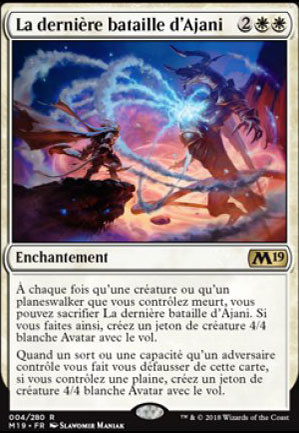 La dernière bataille d'Ajani 2
Enchantement M19
À chaque fois qu'une créature ou qu'un
planeswalker que vous contrôlez meurt, vous
pouvez sacrifier La dernière bataille d'Ajani. Si
vous faites ainsi, créez un jeton de créature 4/4
blanche Avatar avec le vol.
Quand un sort ou une capacité qu'un adversaire
contrôle vous fait vous défausser de cette carte,
si vous contrôlez une plaine, créez un jeton
de créature 4/4 blanche Avatar avec le vol.
004/280 R
M19 • FR Slawomir Maniak
™ & © 2018 Wizards of the Coast